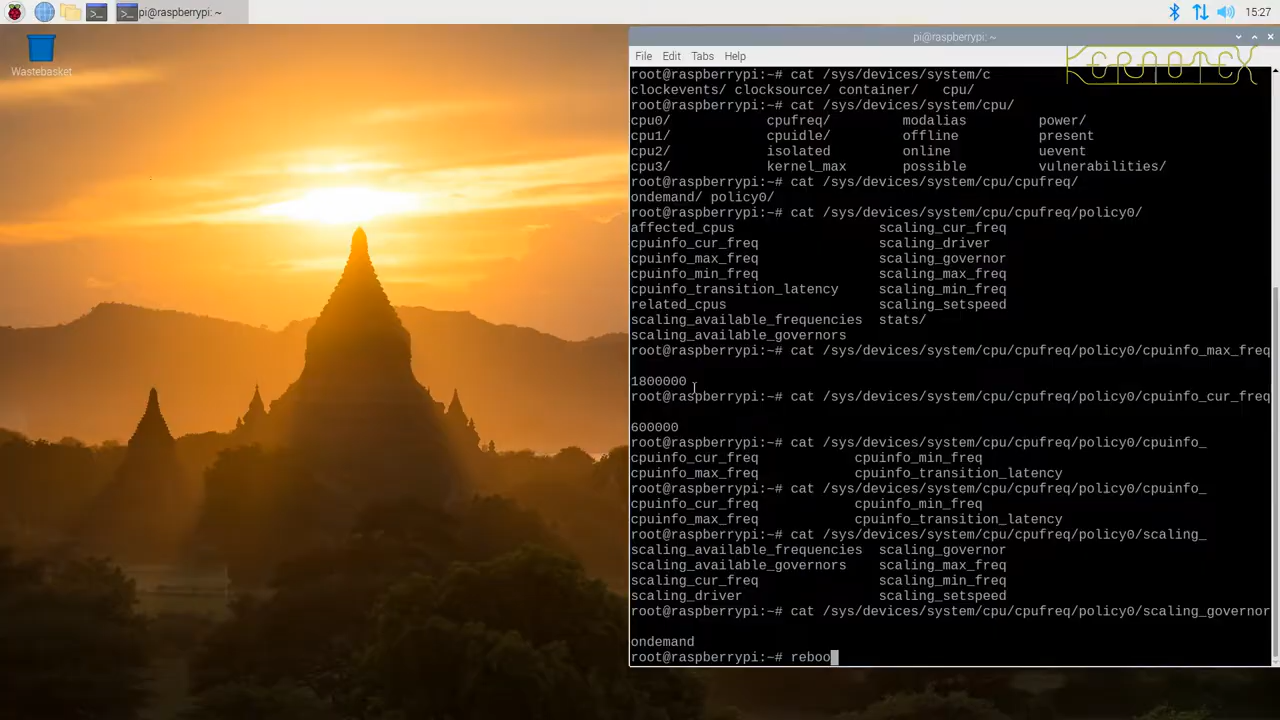 pi@raspberrypi: ~
15:27
Wastebasket
pi@raspberrypi: ~
File Edit Tabs Help
KERNOTEX
root@raspberrypi:~# cat /sys/devices/system/c
clockevents/ clocksource/ container/ cpu/
root@raspberrypi:~# cat /sys/devices/system/cpu/
cpu0/ cpufreq/ modalias power/
cpu1/ cpuidle/ offline present
cpu2/ isolated online uevent
cpu3/ kernel_max possible vulnerabilities/
root@raspberrypi:~# cat /sys/devices/system/cpu/cpufreq/
ondemand/ policy0/
root@raspberrypi:~# cat /sys/devices/system/cpu/cpufreq/policy0/
affected_cpus scaling_cur_freq
cpuinfo_cur_freq scaling_driver
cpuinfo_max_freq scaling_governor
cpuinfo_min_freq scaling_max_freq
cpuinfo_transition_latency scaling_min_freq
related_cpus scaling_setspeed
scaling_available_frequencies stats/
scaling_available_governors
root@raspberrypi:~# cat /sys/devices/system/cpu/cpufreq/policy0/cpuinfo_max_freq
1800000
root@raspberrypi:~# cat /sys/devices/system/cpu/cpufreq/policy0/cpuinfo_cur_freq
600000
root@raspberrypi:~# cat /sys/devices/system/cpu/cpufreq/policy0/cpuinfo_
cpuinfo_cur_freq cpuinfo_min_freq
cpuinfo_max_freq cpuinfo_transition_latency
root@raspberrypi:~# cat /sys/devices/system/cpu/cpufreq/policy0/cpuinfo_
cpuinfo_cur_freq cpuinfo_min_freq
cpuinfo_max_freq cpuinfo_transition_latency
root@raspberrypi:~# cat /sys/devices/system/cpu/cpufreq/policy0/scaling_
scaling_available_frequencies scaling_governor
scaling_available_governors scaling_max_freq
scaling_cur_freq scaling_min_freq
scaling_driver scaling_setspeed
root@raspberrypi:~# cat /sys/devices/system/cpu/cpufreq/policy0/scaling_governor
ondemand
root@raspberrypi:~# reboo